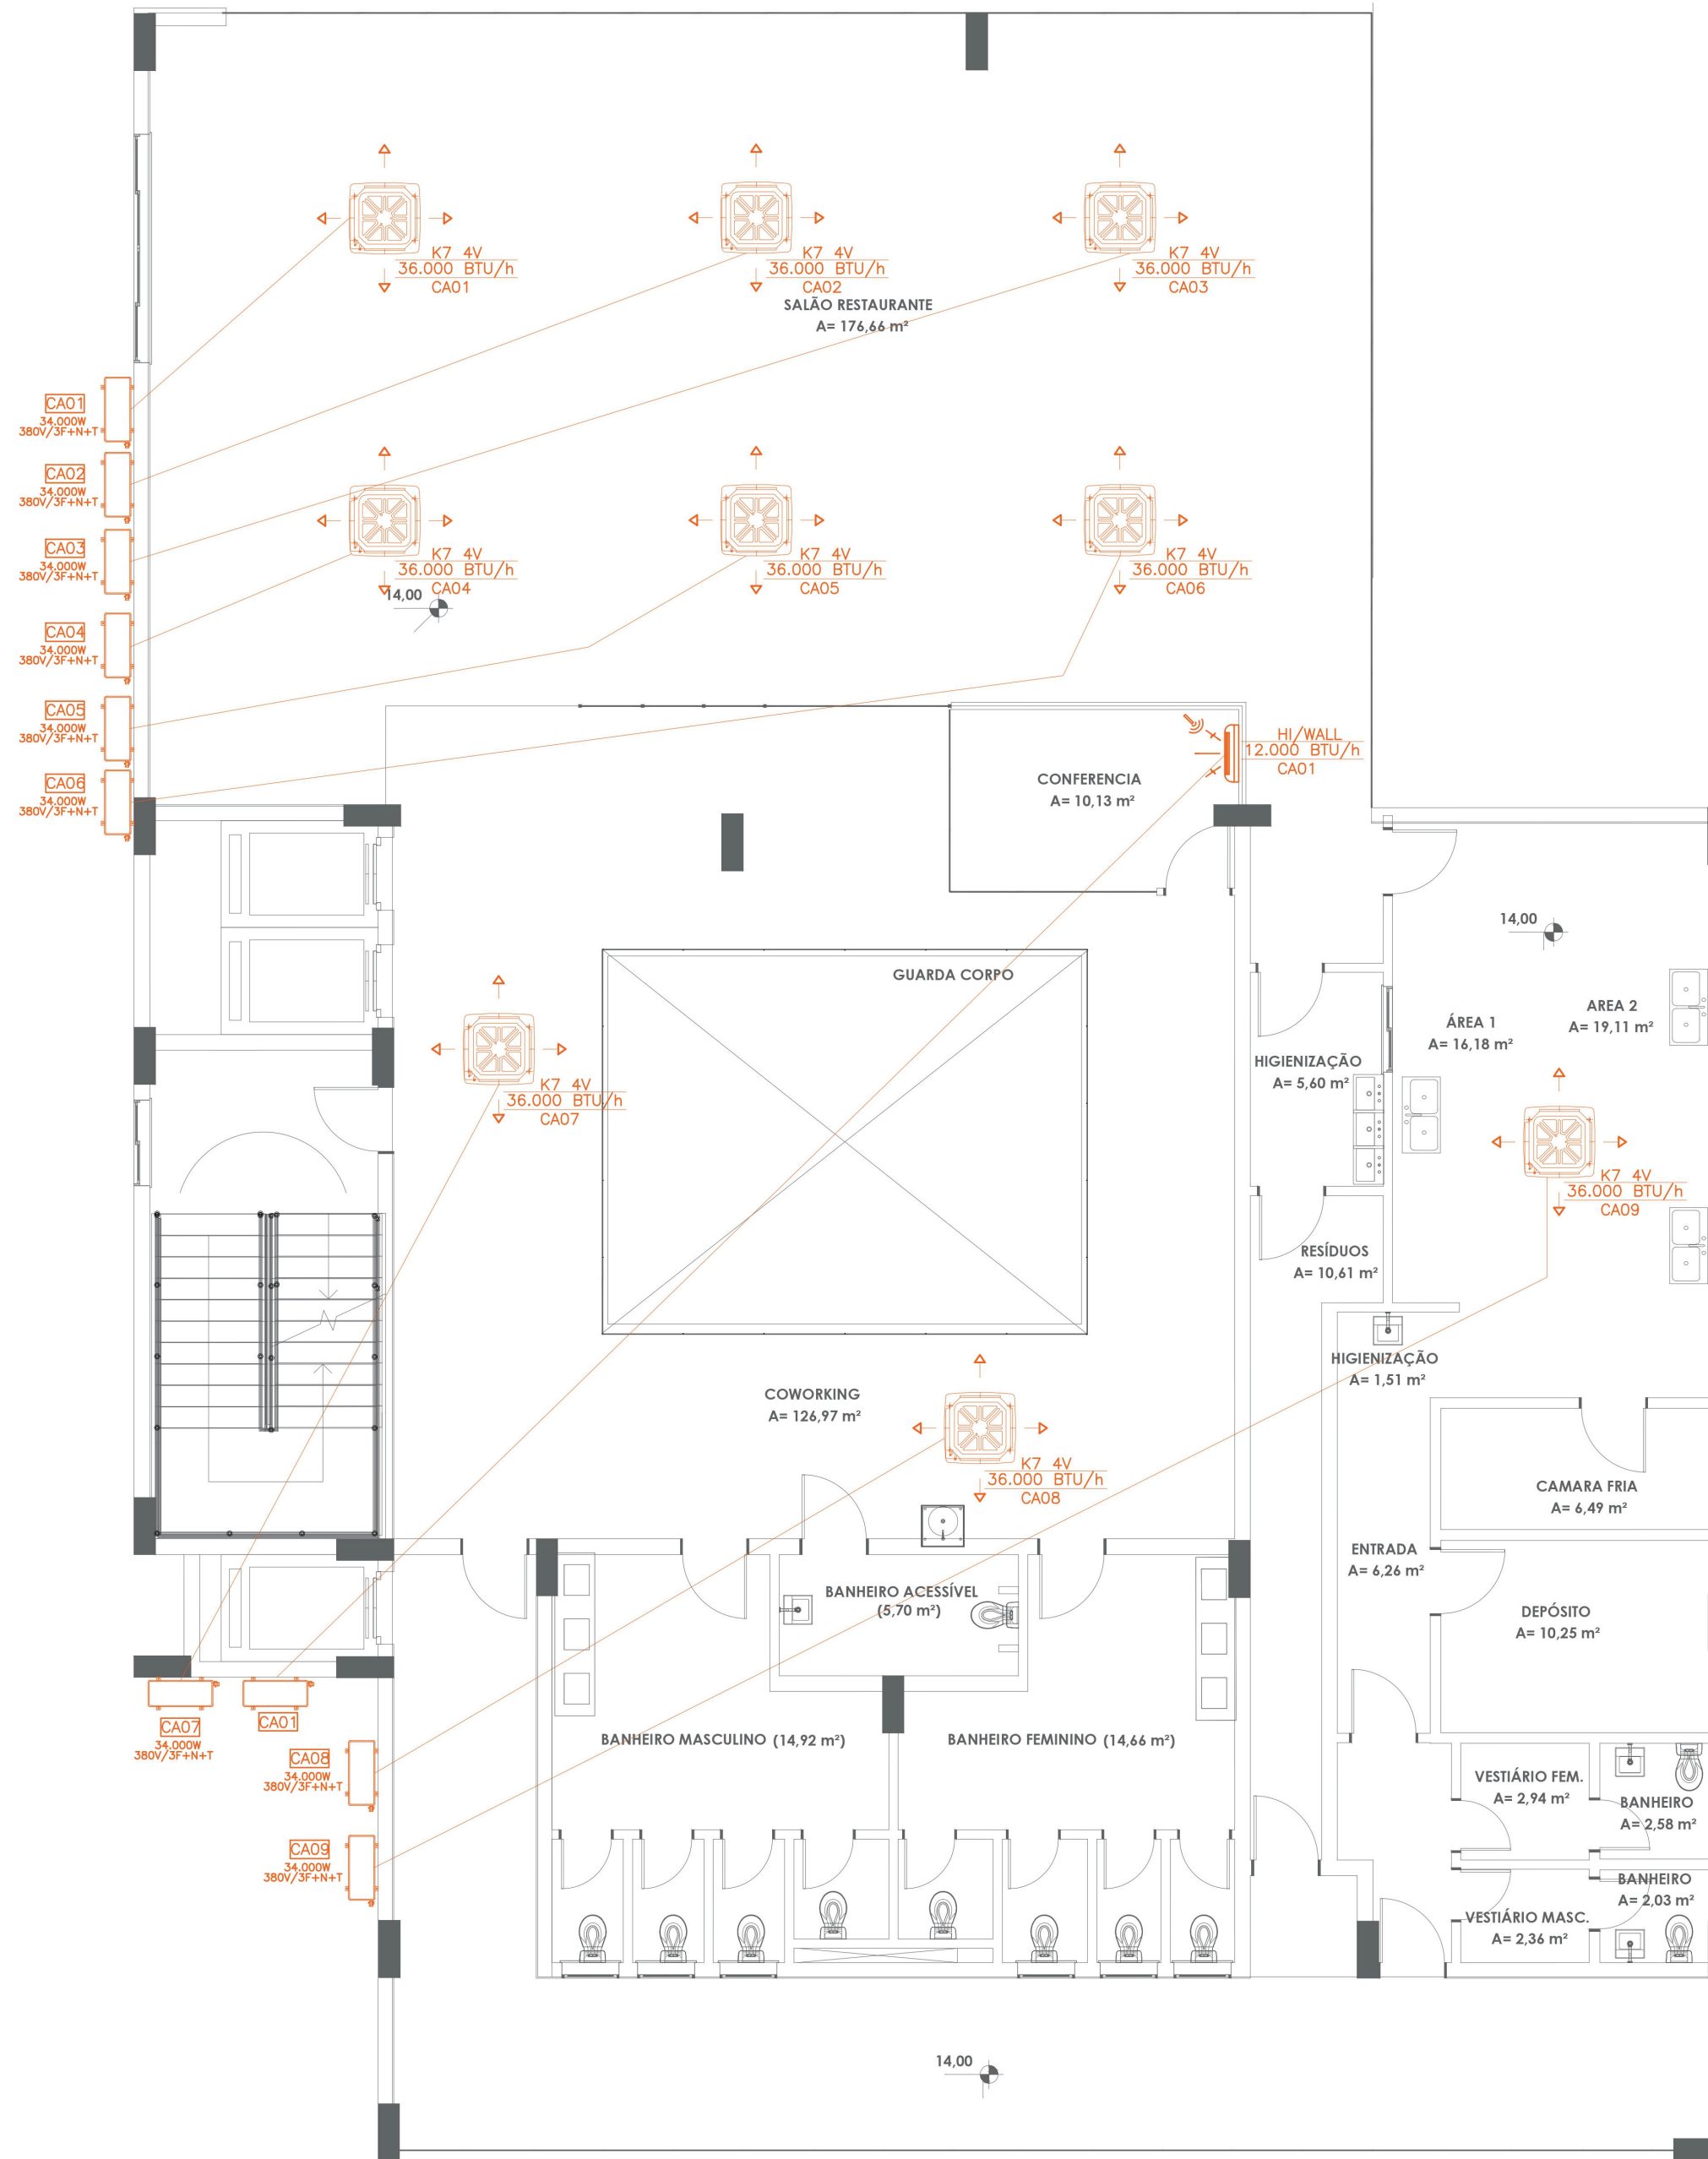 K7 4V
36.000 BTU/h
CA01
K7 4V
36.000 BTU/h
CA02
K7 4V
36.000 BTU/h
CA03
SALÃO RESTAURANTE
A= 176,66 m²
CA01
34.000W
380V/3F+N+T
CA02
34.000W
380V/3F+N+T
CA03
34.000W
380V/3F+N+T
CA04
34.000W
380V/3F+N+T
CA05
34.000W
380V/3F+N+T
CA06
34.000W
380V/3F+N+T
K7 4V
36.000 BTU/h
CA04
14,00
K7 4V
36.000 BTU/h
CA05
K7 4V
36.000 BTU/h
CA06
HI/WALL
12.000 BTU/h
CA01
CONFERENCIA
A= 10,13 m²
GUARDA CORPO
14,00
ÁREA 1
A= 16,18 m²
AREA 2
A= 19,11 m²
HIGIENIZAÇÃO
A= 5,60 m²
K7 4V
36.000 BTU/h
CA07
K7 4V
36.000 BTU/h
CA09
RESÍDUOS
A= 10,61 m²
HIGIENIZAÇÃO
A= 1,51 m²
COWORKING
A= 126,97 m²
K7 4V
36.000 BTU/h
CA08
CAMARA FRIA
A= 6,49 m²
ENTRADA
A= 6,26 m²
BANHEIRO ACESSÍVEL
(5,70 m²)
DEPÓSITO
A= 10,25 m²
CA07
34.000W
380V/3F+N+T
CA01
CA08
34.000W
380V/3F+N+T
CA09
34.000W
380V/3F+N+T
BANHEIRO MASCULINO (14,92 m²)
BANHEIRO FEMININO (14,66 m²)
VESTIÁRIO FEM.
A= 2,94 m²
BANHEIRO
A= 2,58 m²
BANHEIRO
A= 2,03 m²
VESTIÁRIO MASC.
A= 2,36 m²
14,00